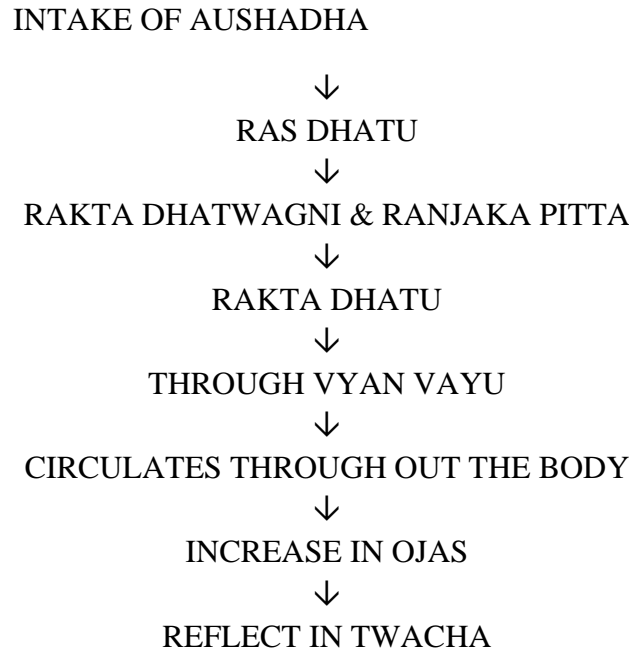 INTAKE OF AUSHADHA
↓
RAS DHATU
↓
RAKTA DHATWAGNI & RANJAKA PITTA
↓
RAKTA DHATU
↓
THROUGH VYAN VAYU
↓
CIRCULATES THROUGH OUT THE BODY
↓
INCREASE IN OJAS
↓
REFLECT IN TWACHA